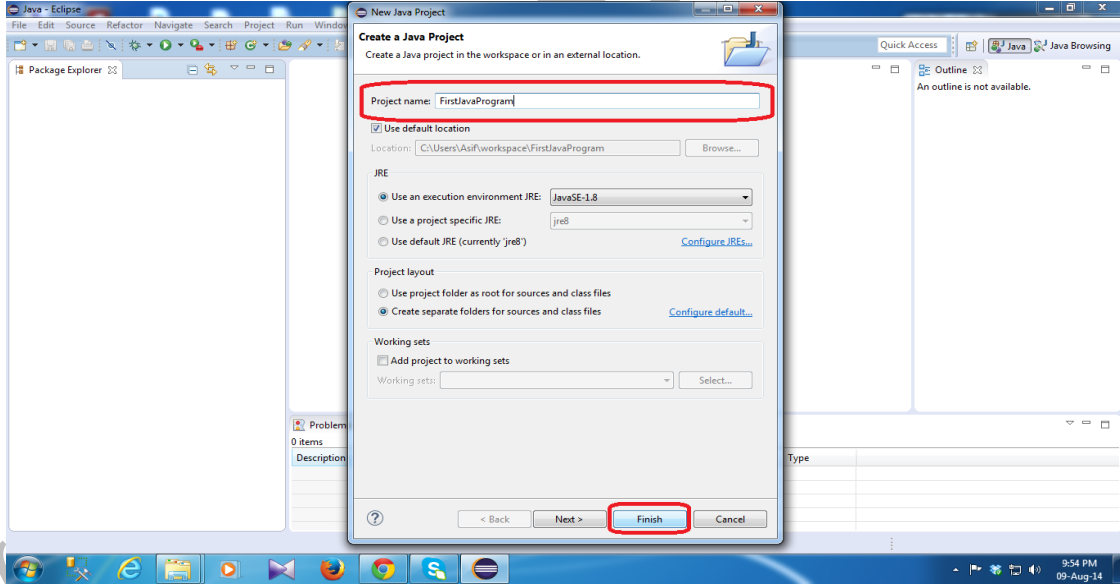 Java - Eclipse
File Edit Source Refactor Navigate Search Project Run Window
Quick Access
Java
Java Browsing
Package Explorer
New Java Project
Create a Java Project
Create a Java project in the workspace or in an external location.
Project name: FirstJavaProgram
Use default location
Location: C:\Users\Asif\workspace\FirstJavaProgram Browse...
JRE
Use an execution environment JRE: JavaSE-1.8
Use a project specific JRE: jre8
Use default JRE (currently 'jre8') Configure JREs...
Project layout
Use project folder as root for sources and class files
Create separate folders for sources and class files Configure default...
Working sets
Add project to working sets
Working sets: Select...
< Back Next > Finish Cancel
Outline
An outline is not available.
Problem
0 items
Description
Type
9:54 PM
09-Aug-14